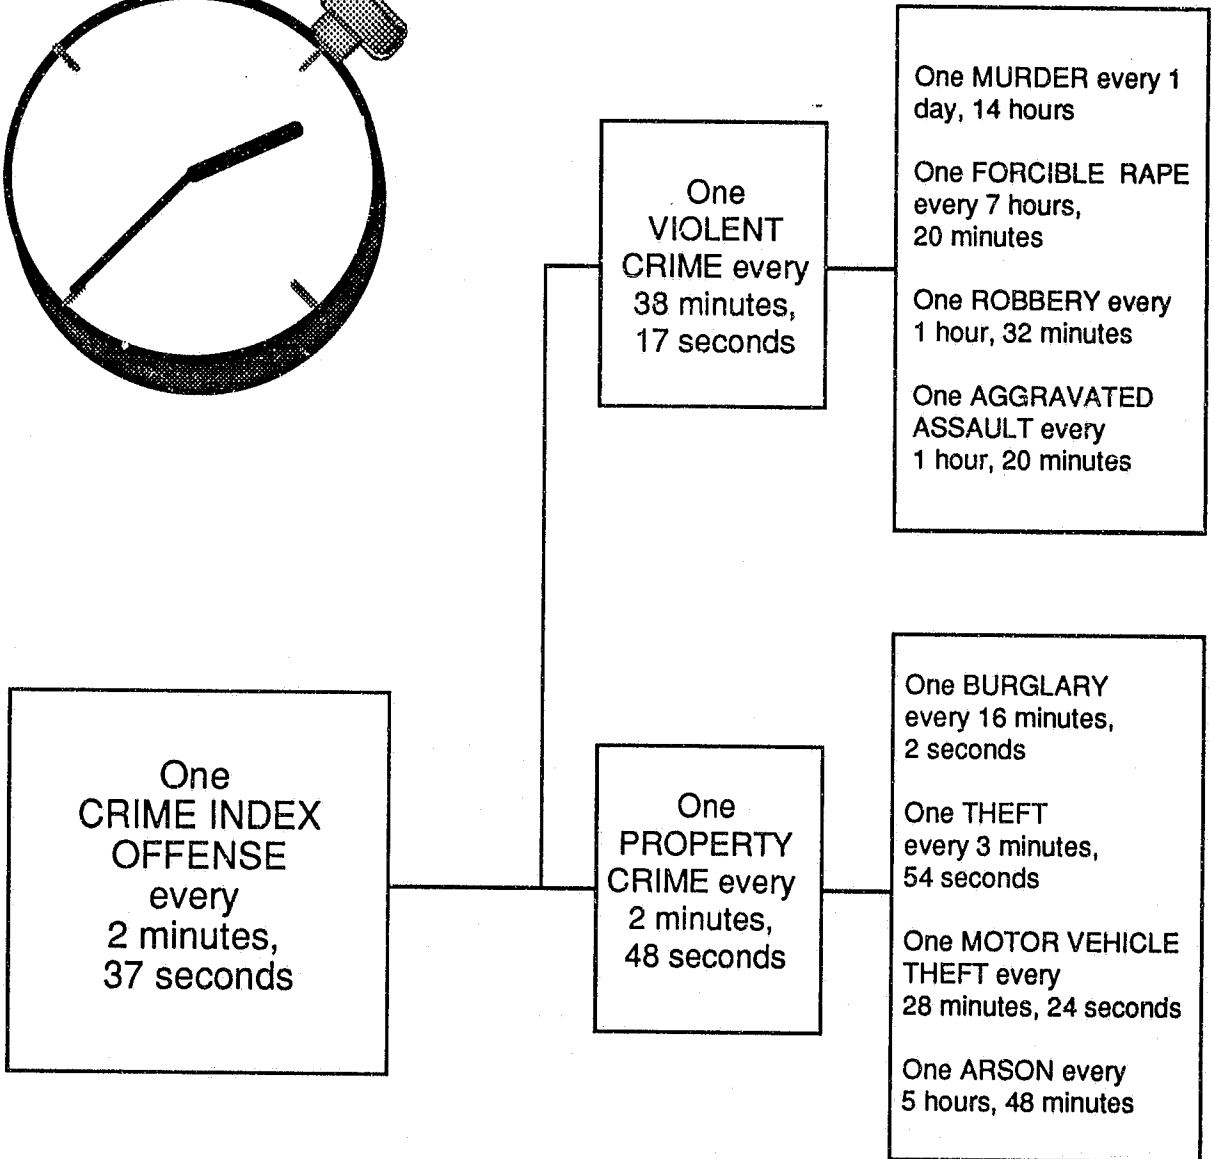 One
CRIME INDEX
OFFENSE
every
2 minutes,
37 seconds
One
VIOLENT
CRIME every
38 minutes,
17 seconds
One MURDER every 1
day, 14 hours
One FORCIBLE RAPE
every 7 hours,
20 minutes
One ROBBERY every
1 hour, 32 minutes
One AGGRAVATED
ASSAULT every
1 hour, 20 minutes
One
PROPERTY
CRIME every
2 minutes,
48 seconds
One BURGLARY
every 16 minutes,
2 seconds
One THEFT
every 3 minutes,
54 seconds
One MOTOR VEHICLE
THEFT every
28 minutes, 24 seconds
One ARSON every
5 hours, 48 minutes